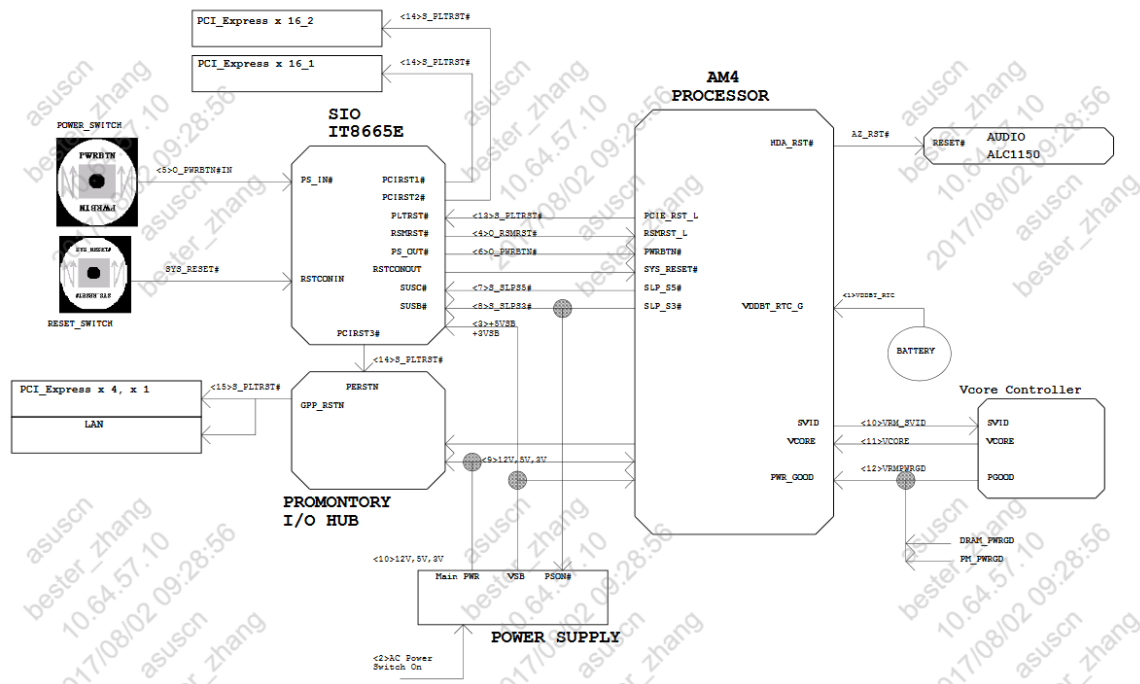 PCI_Express x 16_2
<14>S_PLTRST#
PCI_Express x 16_1
<14>S_PLTRST#
AM4
PROCESSOR
SIO
IT8665E
POWER_SWITCH
PWRBTN
PWRBTN
<5>O_PWRBTN#IN
PS_IN#
PCIRST1#
PCIRST2#
PLTRST#
RSMRST#
PS_OUT#
RSTCONOUT
SUSC#
SUSB#
RSTCONIN
PCIRST3#
SYS_RESET#
SYS_RESET#
SYS_RESET#
RESET_SWITCH
<13>S_PLTRST#
<4>O_RSMRST#
<6>O_PWRBTN#
<7>S_SLPS5#
<8>S_SLPS3#
<3>+5VSB
+3VSB
PCIE_RST_L
RSMRST_L
PWRBTN#
SYS_RESET#
SLP_S5#
SLP_S3#
HDA_RST#
AZ_RST#
RESET#
AUDIO
ALC1150
VDDBT_RTC_G
<1>VDDBT_RTC
BATTERY
<14>S_PLTRST#
PCI_Express x 4, x 1
LAN
<15>S_PLTRST#
PERSTN
GPP_RSTN
PROMONTORY
I/O HUB
<9>12V,5V,3V
SVID
VCORE
PWR_GOOD
<10>VRM_SVID
<11>VCORE
<12>VRMPWRGD
Vcore Controller
SVID
VCORE
PGOOD
DRAM_PWRGD
PM_PWRGD
<10>12V,5V,3V
Main PWR
VSB
PSON#
POWER SUPPLY
<2>AC Power
Switch On
asuscn
bester_zhang
10.64.57.10
2017/08/02 09:28:56